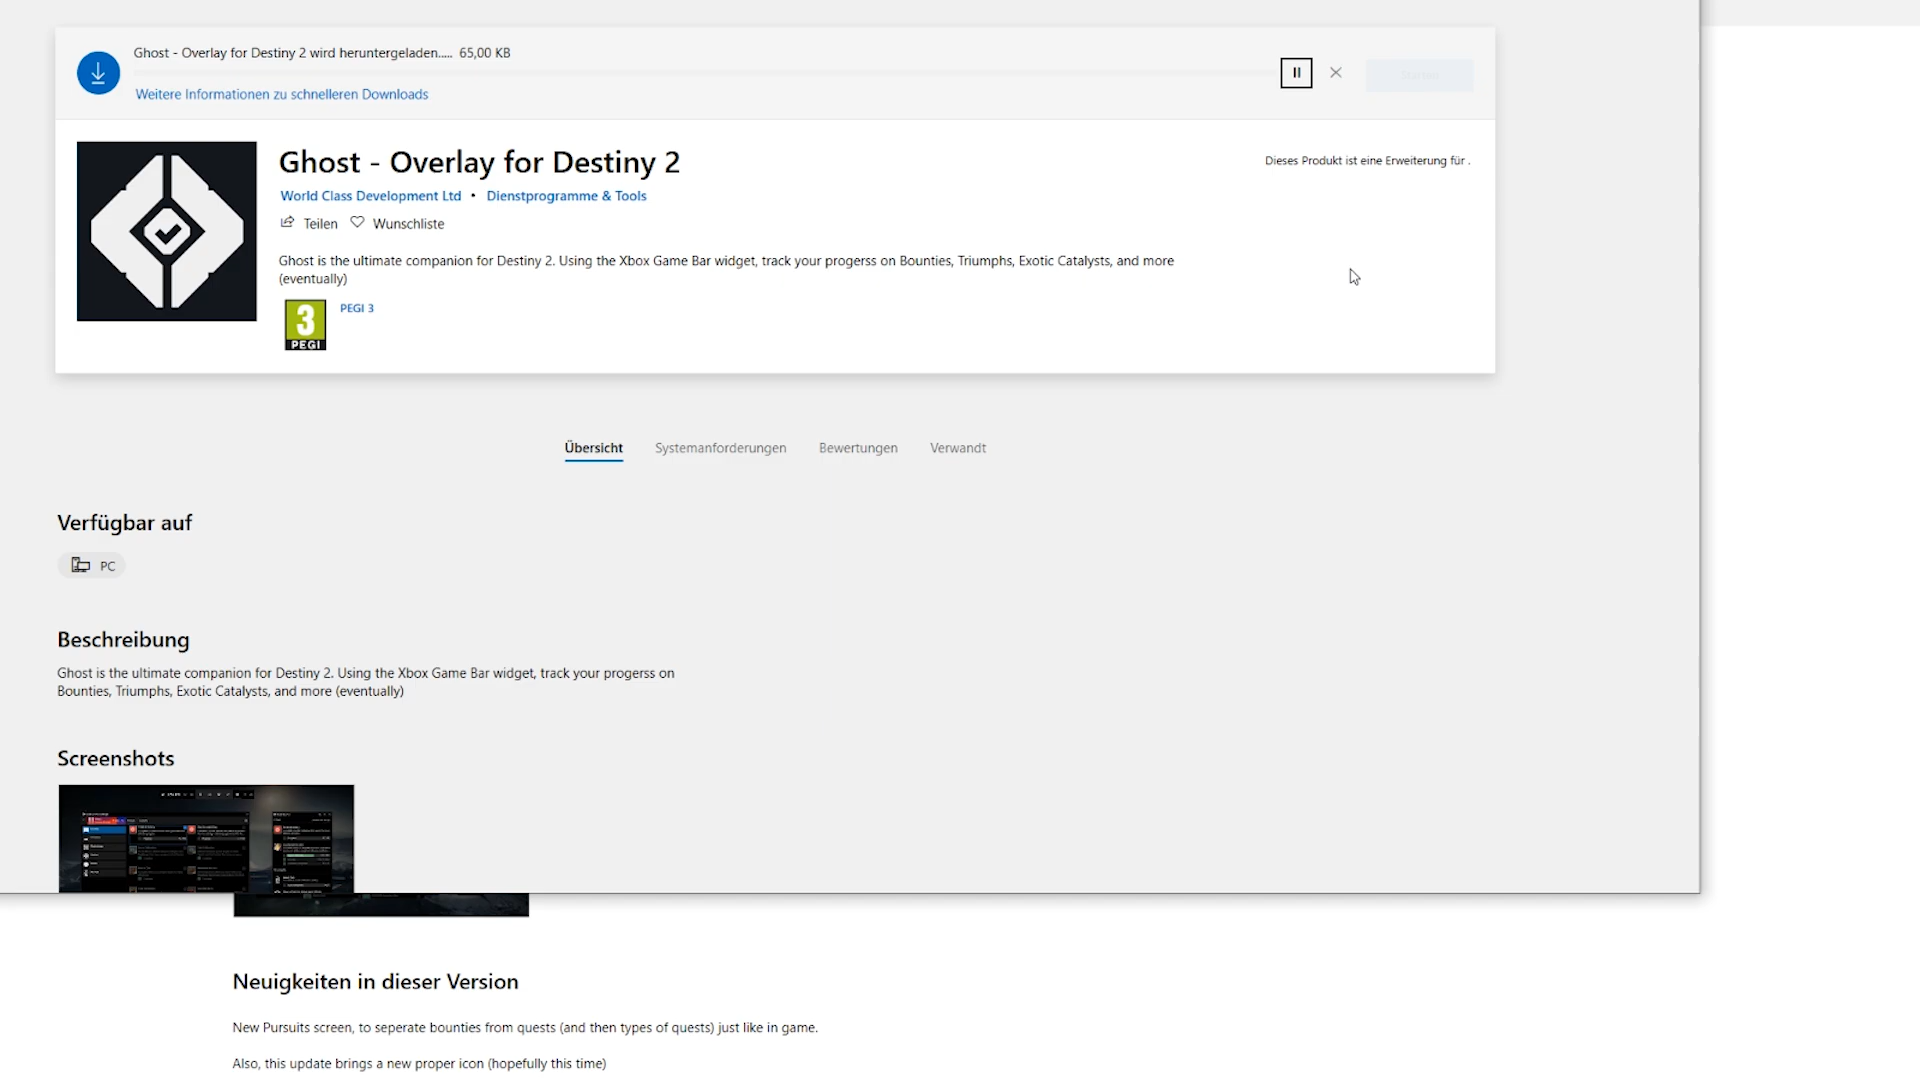 Ghost - Overlay for Destiny 2 wird heruntergeladen..... 65,00 KB
Weitere Informationen zu schnelleren Downloads
Ghost - Overlay for Destiny 2
Dieses Produkt ist eine Erweiterung für .
World Class Development Ltd • Dienstprogramme & Tools
Teilen Wunschliste
Ghost is the ultimate companion for Destiny 2. Using the Xbox Game Bar widget, track your progerss on Bounties, Triumphs, Exotic Catalysts, and more
(eventually)
3
PEGI
PEGI 3
Übersicht Systemanforderungen Bewertungen Verwandt
Verfügbar auf
PC
Beschreibung
Ghost is the ultimate companion for Destiny 2. Using the Xbox Game Bar widget, track your progerss on
Bounties, Triumphs, Exotic Catalysts, and more (eventually)
Screenshots
Neuigkeiten in dieser Version
New Pursuits screen, to seperate bounties from quests (and then types of quests) just like in game.
Also, this update brings a new proper icon (hopefully this time)